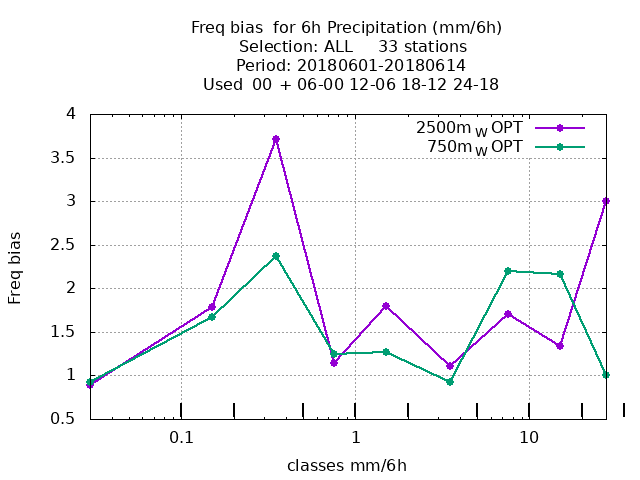 Freq bias  for 6h Precipitation (mm/6h)
Selection: ALL     33 stations
Period: 20180601-20180614
Used  00  + 06-00 12-06 18-12 24-18
2500m W OPT
750m W OPT
4
3.5
3
2.5
2
1.5
1
0.5
Freq bias
0.1 1 10
classes mm/6h